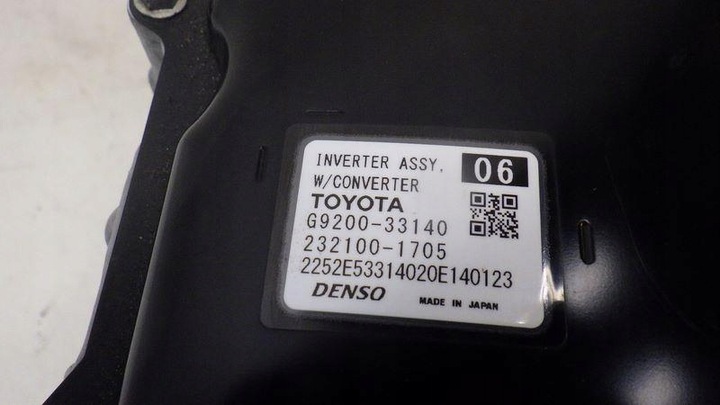 INVERTER ASSY, 06
W/CONVERTER
TOYOTA
G9200-33140
232100-1705
2252E53314020E140123
DENSO MADE IN JAPAN